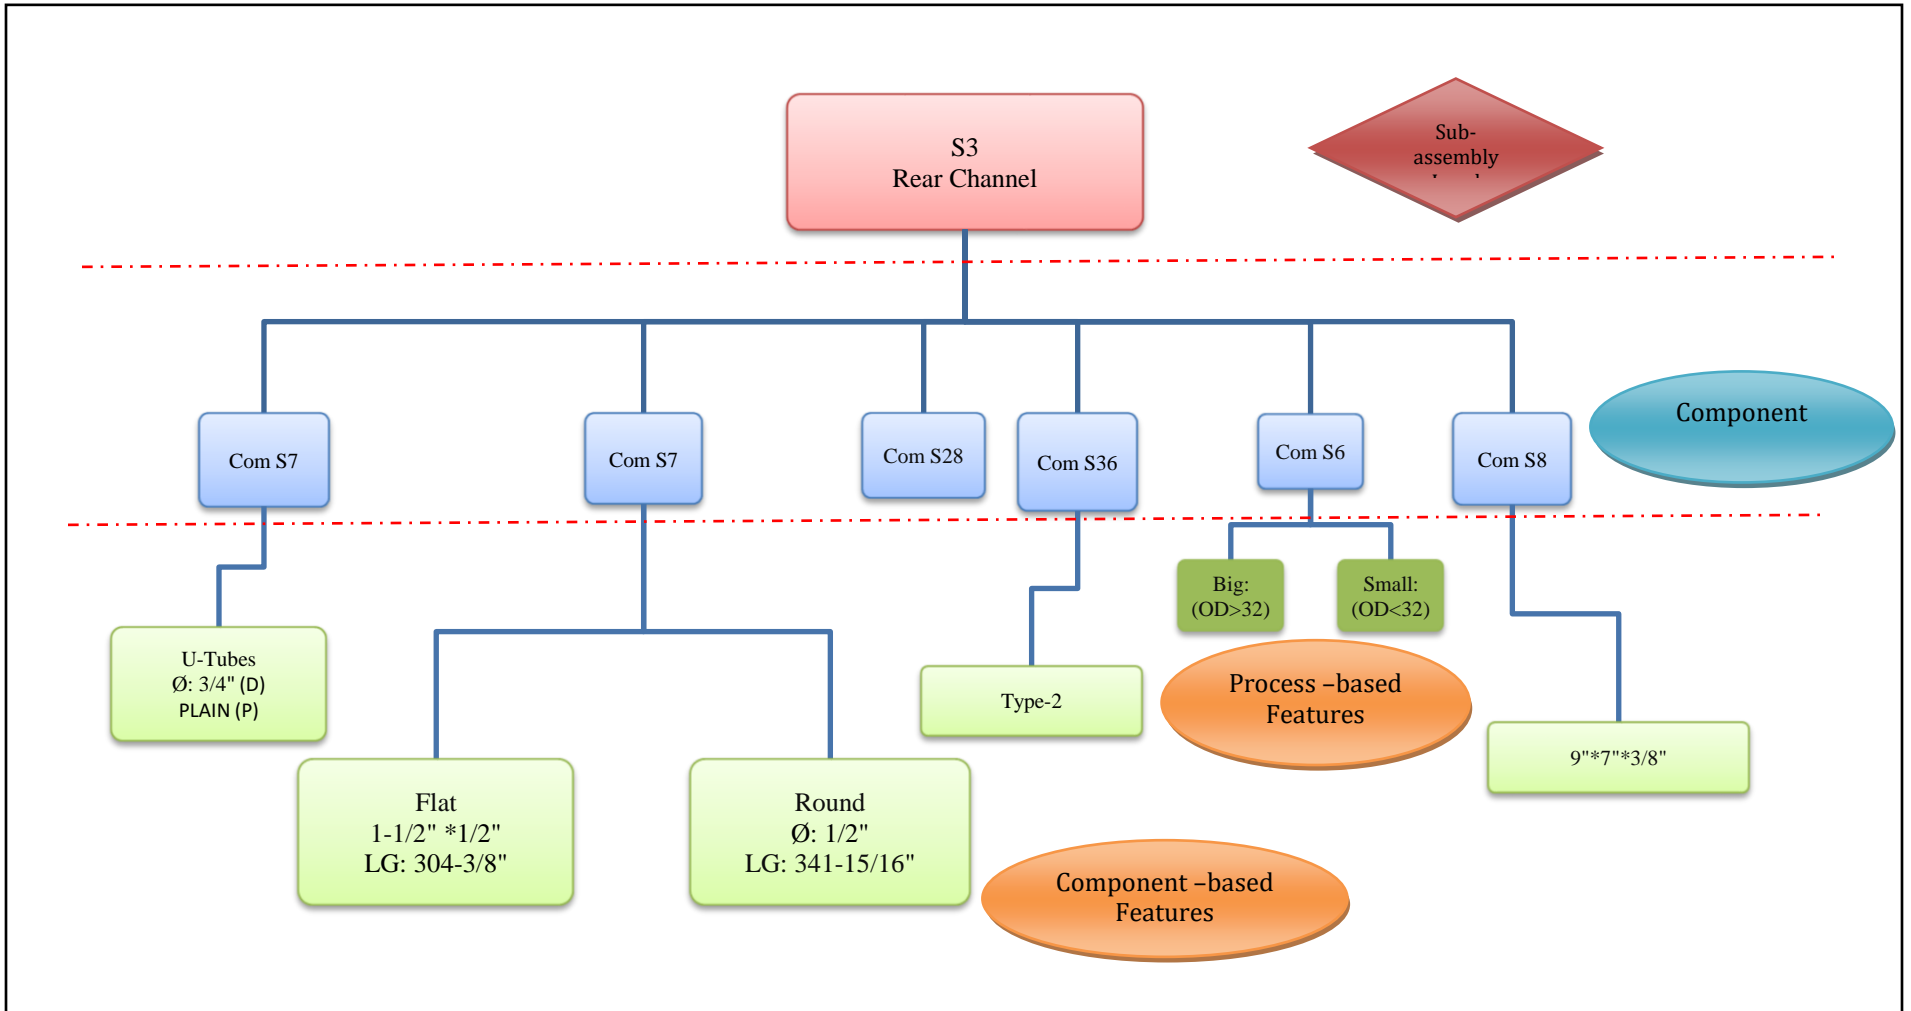 S3
Rear Channel
Sub-
assembly
Com S7
Com S7
Com S28
Com S36
Com S6
Com S8
Component
Big:
(OD>32)
Small:
(OD<32)
U-Tubes
Ø: 3/4" (D)
PLAIN (P)
Type-2
Process –based
Features
9"*7"*3/8"
Flat
1-1/2" *1/2"
LG: 304-3/8"
Round
Ø: 1/2"
LG: 341-15/16"
Component –based
Features